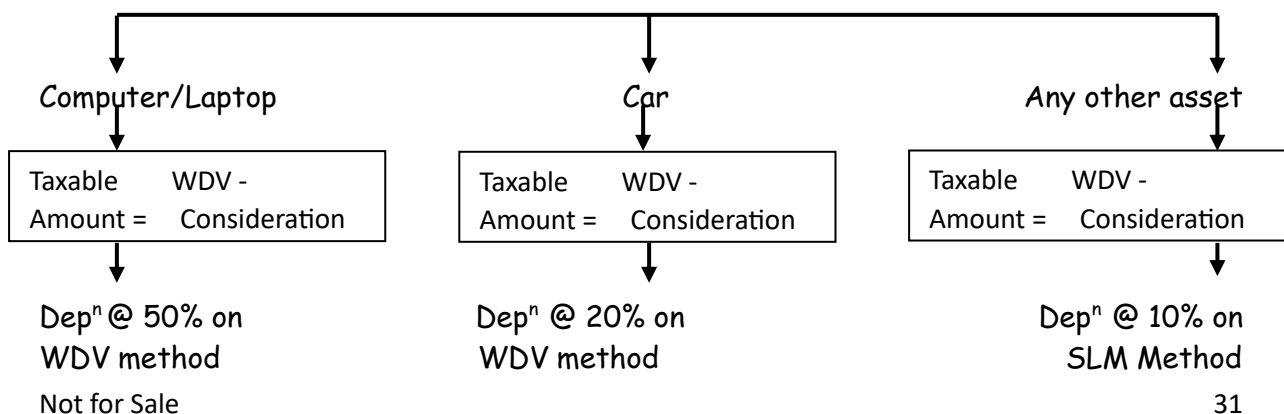 Computer/Laptop Car Any other asset
Taxable WDV -
Amount = Consideration
Taxable WDV -
Amount = Consideration
Taxable WDV -
Amount = Consideration
Depⁿ @ 50% on
WDV method
Depⁿ @ 20% on
WDV method
Depⁿ @ 10% on
SLM Method
Not for Sale 31